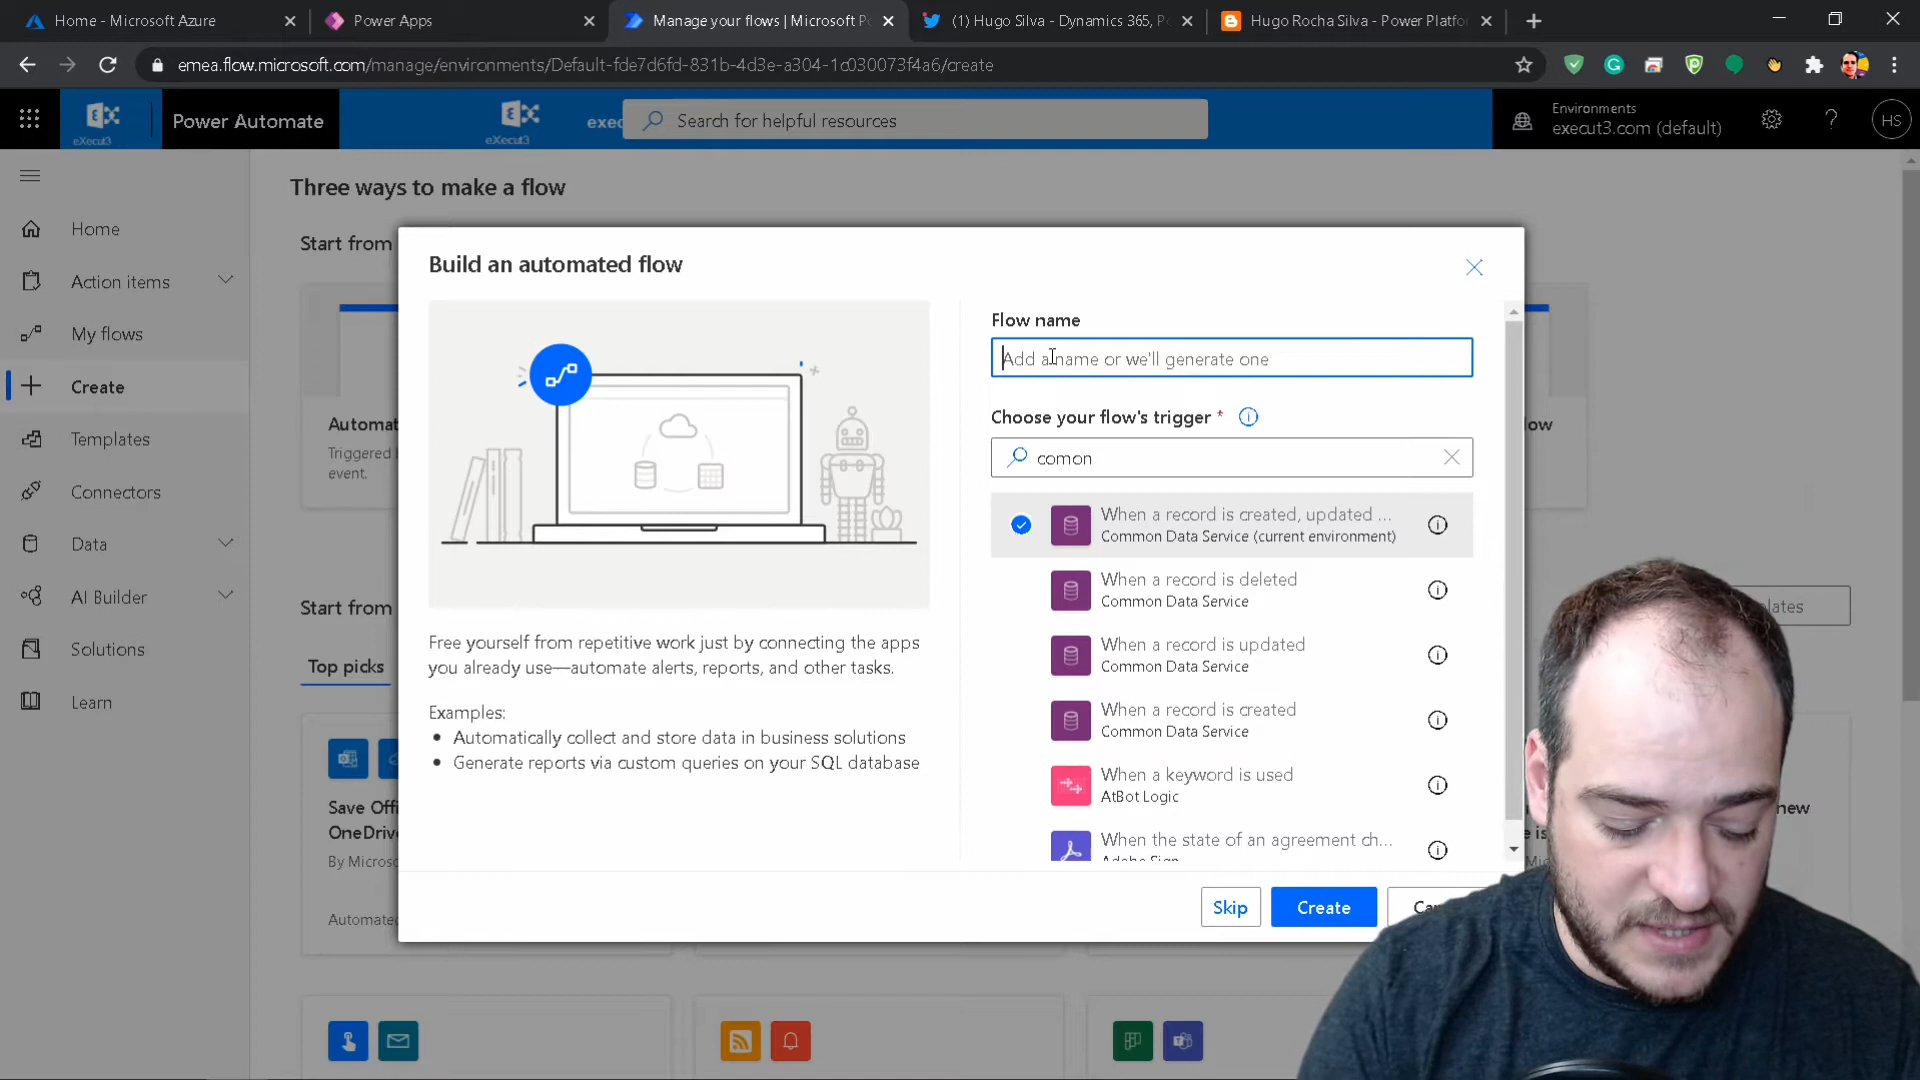 Home - Microsoft Azure
Power Apps
Manage your flows | Microsoft P
(1) Hugo Silva - Dynamics 365, P
Hugo Rocha Silva - Power Platfo
emea.flow.microsoft.com/manage/environments/Default-fde7d6fd-831b-4d3e-a304-1c030073f4a6/create
eXecut3
Power Automate
eXecut3
exec
Search for helpful resources
Environments
execut3.com (default)
HS
Three ways to make a flow
Home
Action items
My flows
Create
Templates
Connectors
Data
AI Builder
Solutions
Learn
Start from
Automat
Triggered b
event.
low
Start from
plates
Top picks
Save Offi
OneDrive
By Microso
Automated
new
Build an automated flow
Free yourself from repetitive work just by connecting the apps
you already use—automate alerts, reports, and other tasks.
Examples:
• Automatically collect and store data in business solutions
• Generate reports via custom queries on your SQL database
Flow name
Add a name or we'll generate one
Choose your flow's trigger *
comon
When a record is created, updated ...
Common Data Service (current environment)
When a record is deleted
Common Data Service
When a record is updated
Common Data Service
When a record is created
Common Data Service
When a keyword is used
AtBot Logic
When the state of an agreement ch...
Adobe Sign
Skip
Create
Can